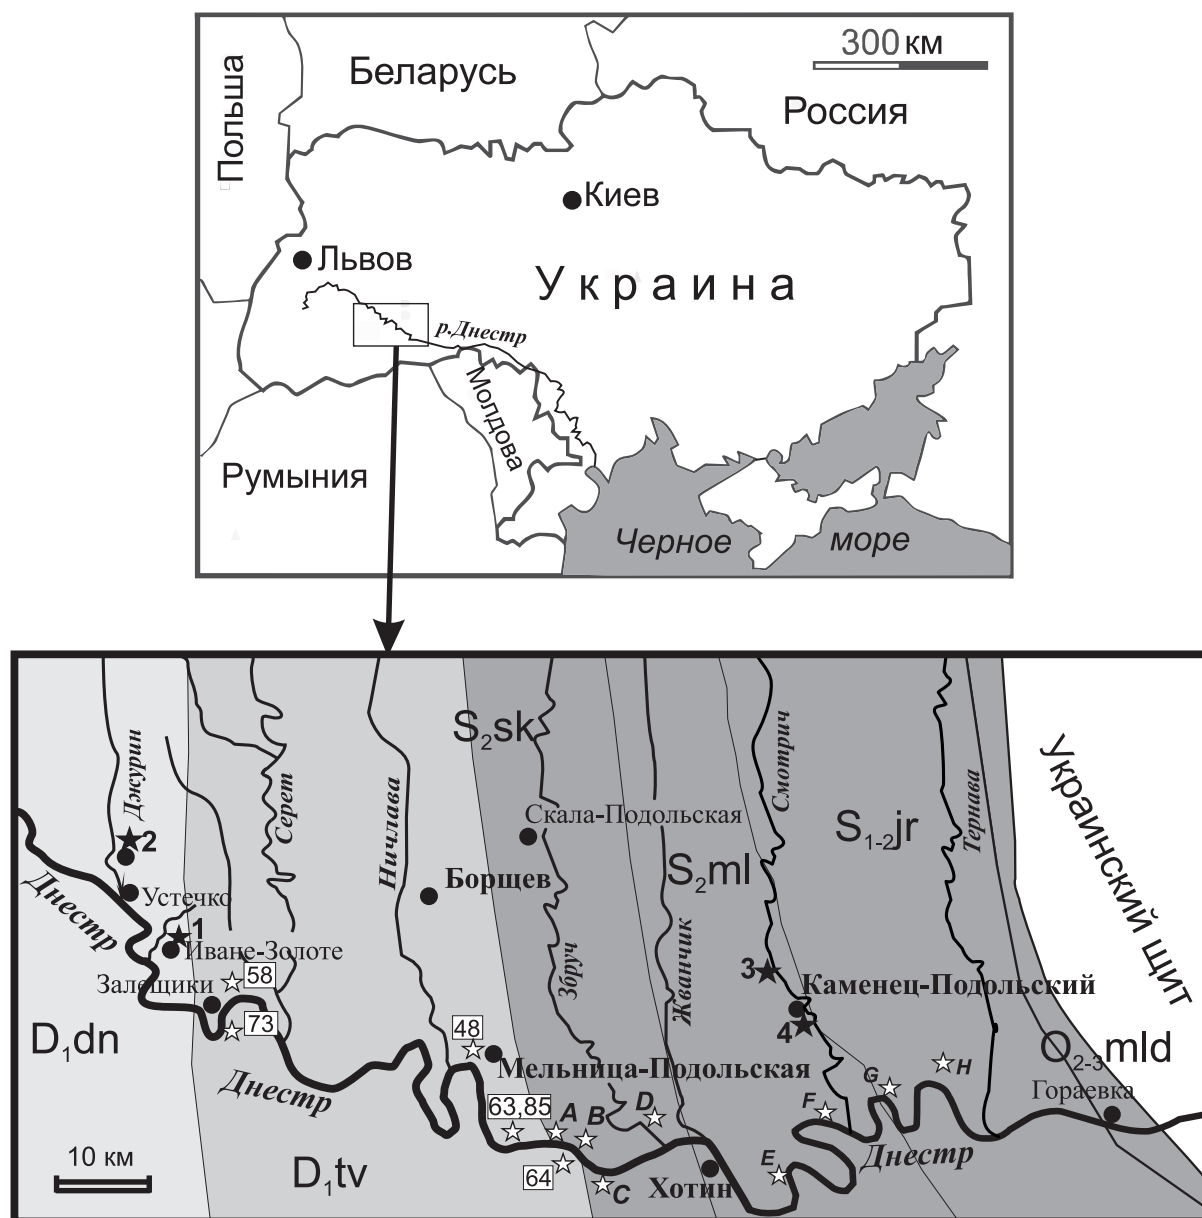 300 км
Беларусь
Польша
Россия
Киев
Львов
Украина
р.Днестр
Молдова
Румыния
Черное море
S2sk
Джурин
Серет
Ничлава
Смотрич
Тернава
Украинский щит
Скала-Подольская
S1-2jr
2
S2ml
Борщев
Устечко
Днестр
1
Иване-Золоте
Збруч
Жванчик
3
58
Залещики
Каменец-Подольский
4
73
D1dn
48
O2-3mld
Мельница-Подольская
H
G
Гораевка
Днестр
63,85
A
B
D
F
Днестр
10 км
D1tv
64
C
Хотин
E